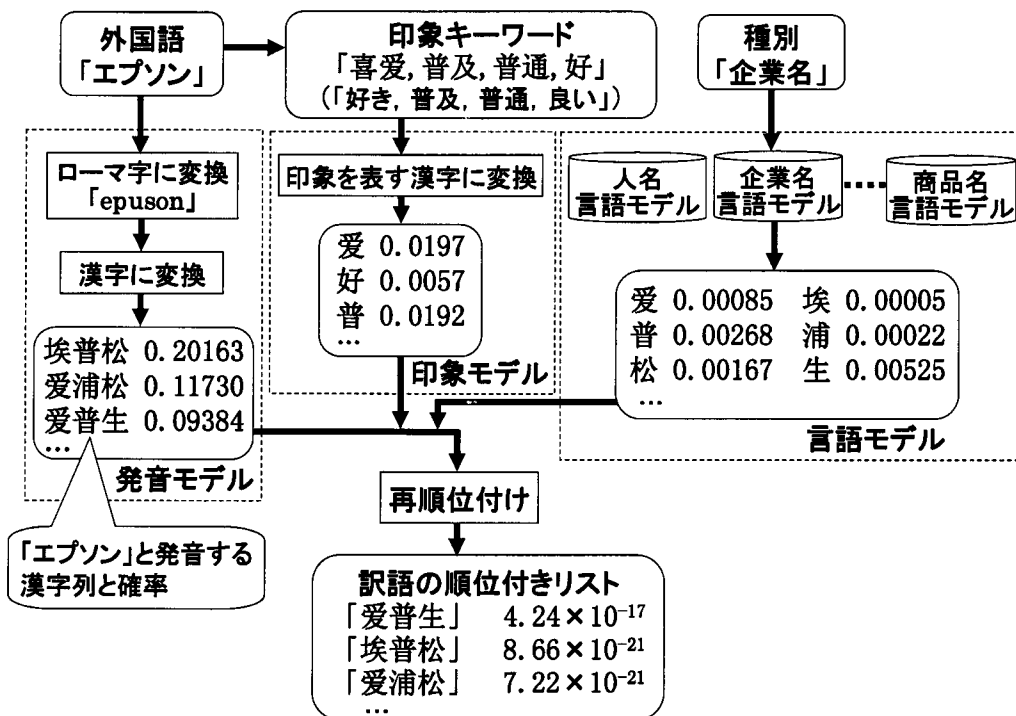 外国語
「エプソン」
印象キーワード
「喜爱, 普及, 普通, 好」
(「好き, 普及, 普通, 良い」)
種別
「企業名」
ローマ字に変換
「epuson」
漢字に変換
埃普松 0.20163
爱浦松 0.11730
爱普生 0.09384
…
発音モデル
「エプソン」と発音する
漢字列と確率
印象を表す漢字に変換
爱 0.0197
好 0.0057
普 0.0192
…
印象モデル
人名
言語モデル
企業名
言語モデル
……
商品名
言語モデル
爱 0.00085 埃 0.00005
普 0.00268 浦 0.00022
松 0.00167 生 0.00525
…
言語モデル
再順位付け
訳語の順位付きリスト
「爱普生」 4.24×10⁻¹⁷
「埃普松」 8.66×10⁻²¹
「爱浦松」 7.22×10⁻²¹
…